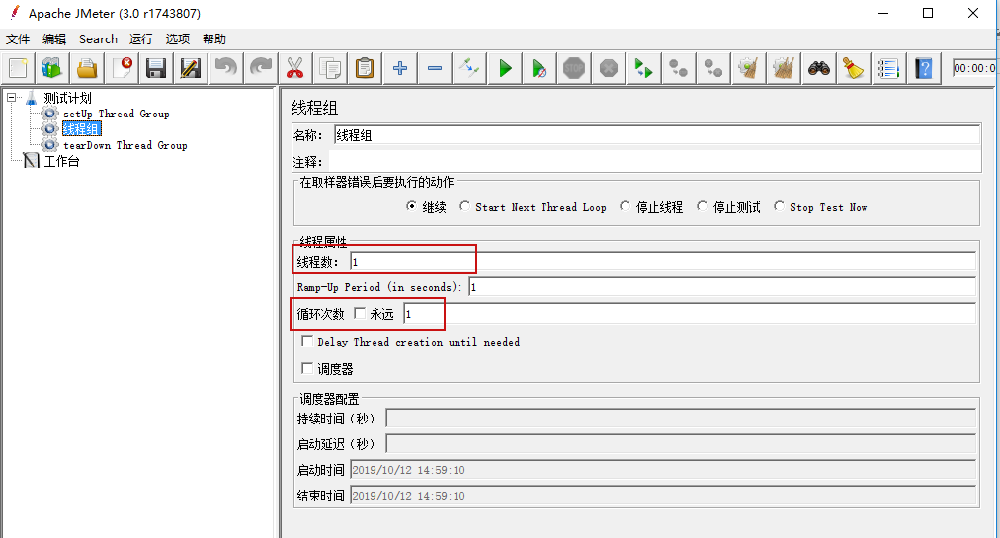 Apache JMeter (3.0 r1743807)
文件 编辑 Search 运行 选项 帮助
STOP
00:00:0
测试计划
setUp Thread Group
线程组
tearDown Thread Group
工作台
线程组
名称： 线程组
注释：
在取样器错误后要执行的动作
继续 Start Next Thread Loop 停止线程 停止测试 Stop Test Now
线程属性
线程数： 1
Ramp-Up Period (in seconds): 1
循环次数 永远 1
Delay Thread creation until needed
调度器
调度器配置
持续时间（秒）
启动延迟（秒）
启动时间 2019/10/12 14:59:10
结束时间 2019/10/12 14:59:10